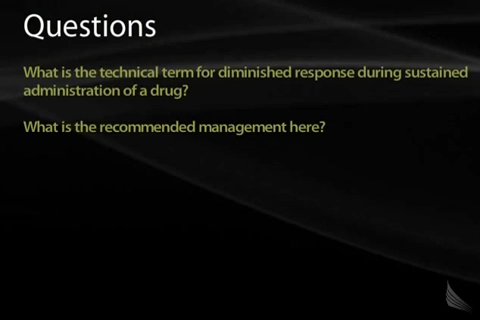 Questions
What is the technical term for diminished response during sustained
administration of a drug?
What is the recommended management here?